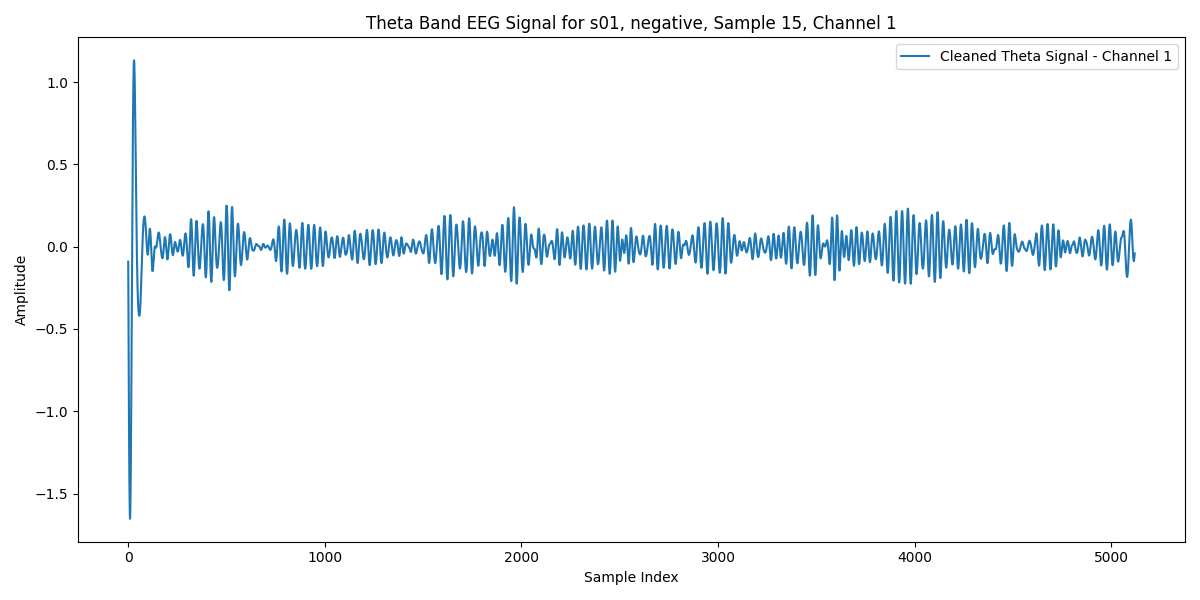 Theta Band EEG Signal for s01, negative, Sample 15, Channel 1
Cleaned Theta Signal - Channel 1
Amplitude
1.0
0.5
0.0
−0.5
−1.0
−1.5
0 1000 2000 3000 4000 5000
Sample Index